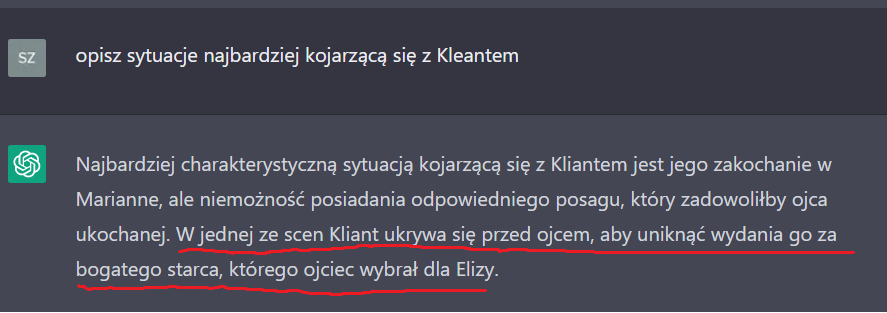 SZ
opisz sytuacje najbardziej kojarzącą się z Kleantem
Najbardziej charakterystyczną sytuacją kojarzącą się z Kliantem jest jego zakochanie w
Marianne, ale niemożność posiadania odpowiedniego posagu, który zadowoliłby ojca
ukochanej. W jednej ze scen Kliant ukrywa się przed ojcem, aby uniknąć wydania go za
bogatego starca, którego ojciec wybrał dla Elizy.